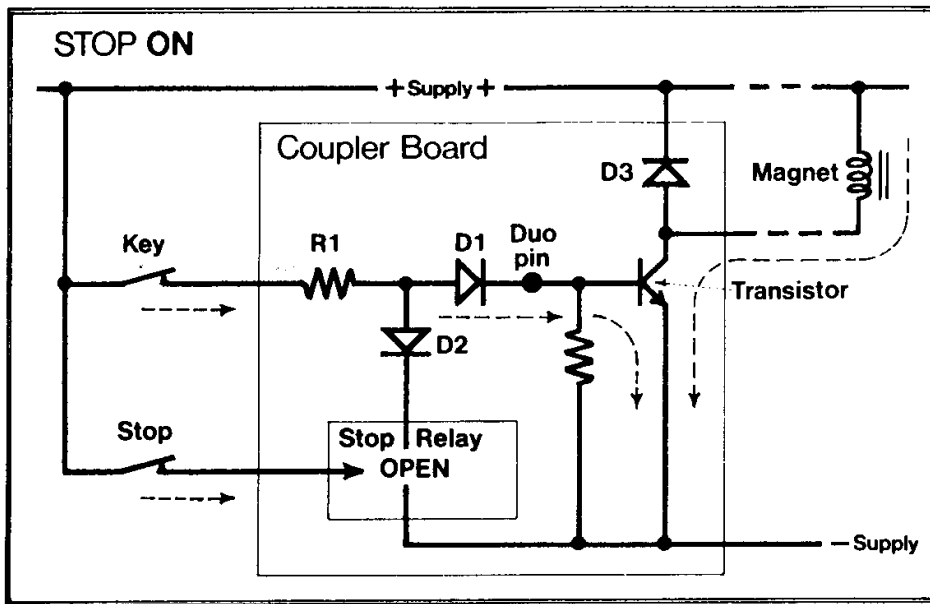 STOP ON
+ Supply +
Coupler Board
D3
Magnet
Key
R1
D1
Duo
pin
Transistor
D2
Stop
Stop Relay
OPEN
— Supply